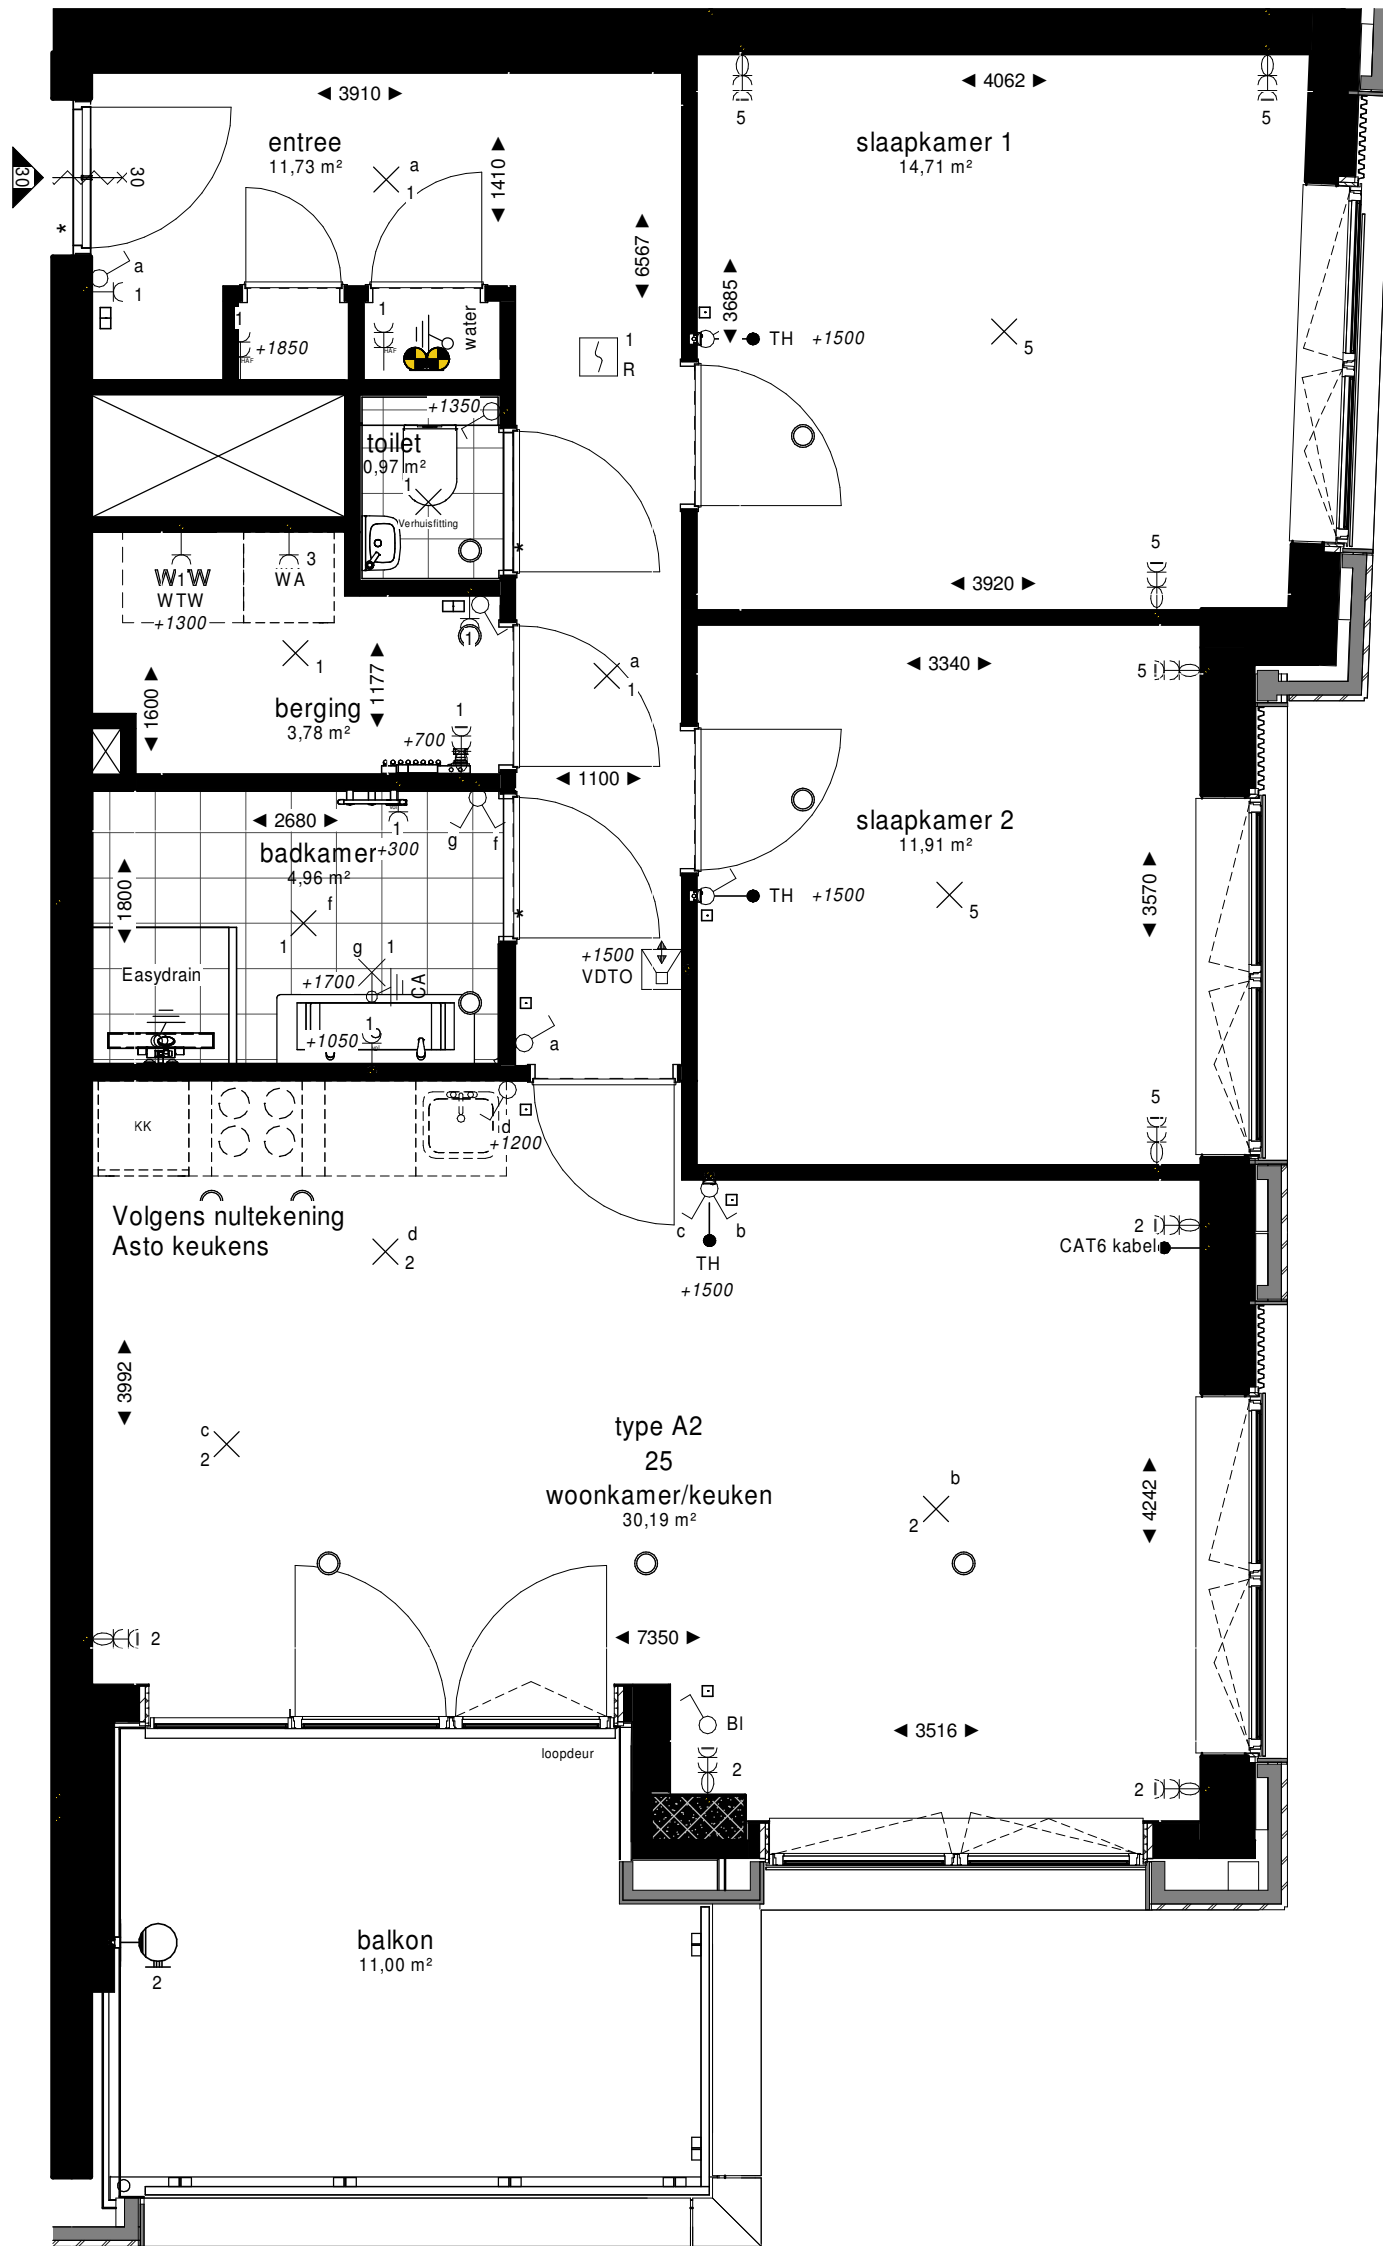 3910
4062
5
5
entree
11,73 m²
slaapkamer 1
14,71 m²
a
1
1410
30
30
*
a
1
6567
3685
1
+1850
HAF
1
HAF
water
1
R
TH
+1500
5
+1350
toilet
0,97 m²
1
Verhuisfitting
*
5
3920
WTW
1
WTW
+1300
3
WA
1
1
1177
1600
berging
3,78 m²
+700
1
a
1
1100
3340
5
2680
1
+300
badkamer
4,96 m²
g
f
1800
f
1
g
1
+1700
CA
Easydrain
1
+1050
*
slaapkamer 2
11,91 m²
TH
+1500
5
3570
+1500
VDTO
a
5
KK
d
+1200
Volgens nultekening
Asto keukens
d
2
c
b
TH
+1500
2
CAT6 kabel
3992
c
2
type A2
25
woonkamer/keuken
30,19 m²
b
2
4242
2
7350
BI
2
3516
2
loopdeur
balkon
11,00 m²
2